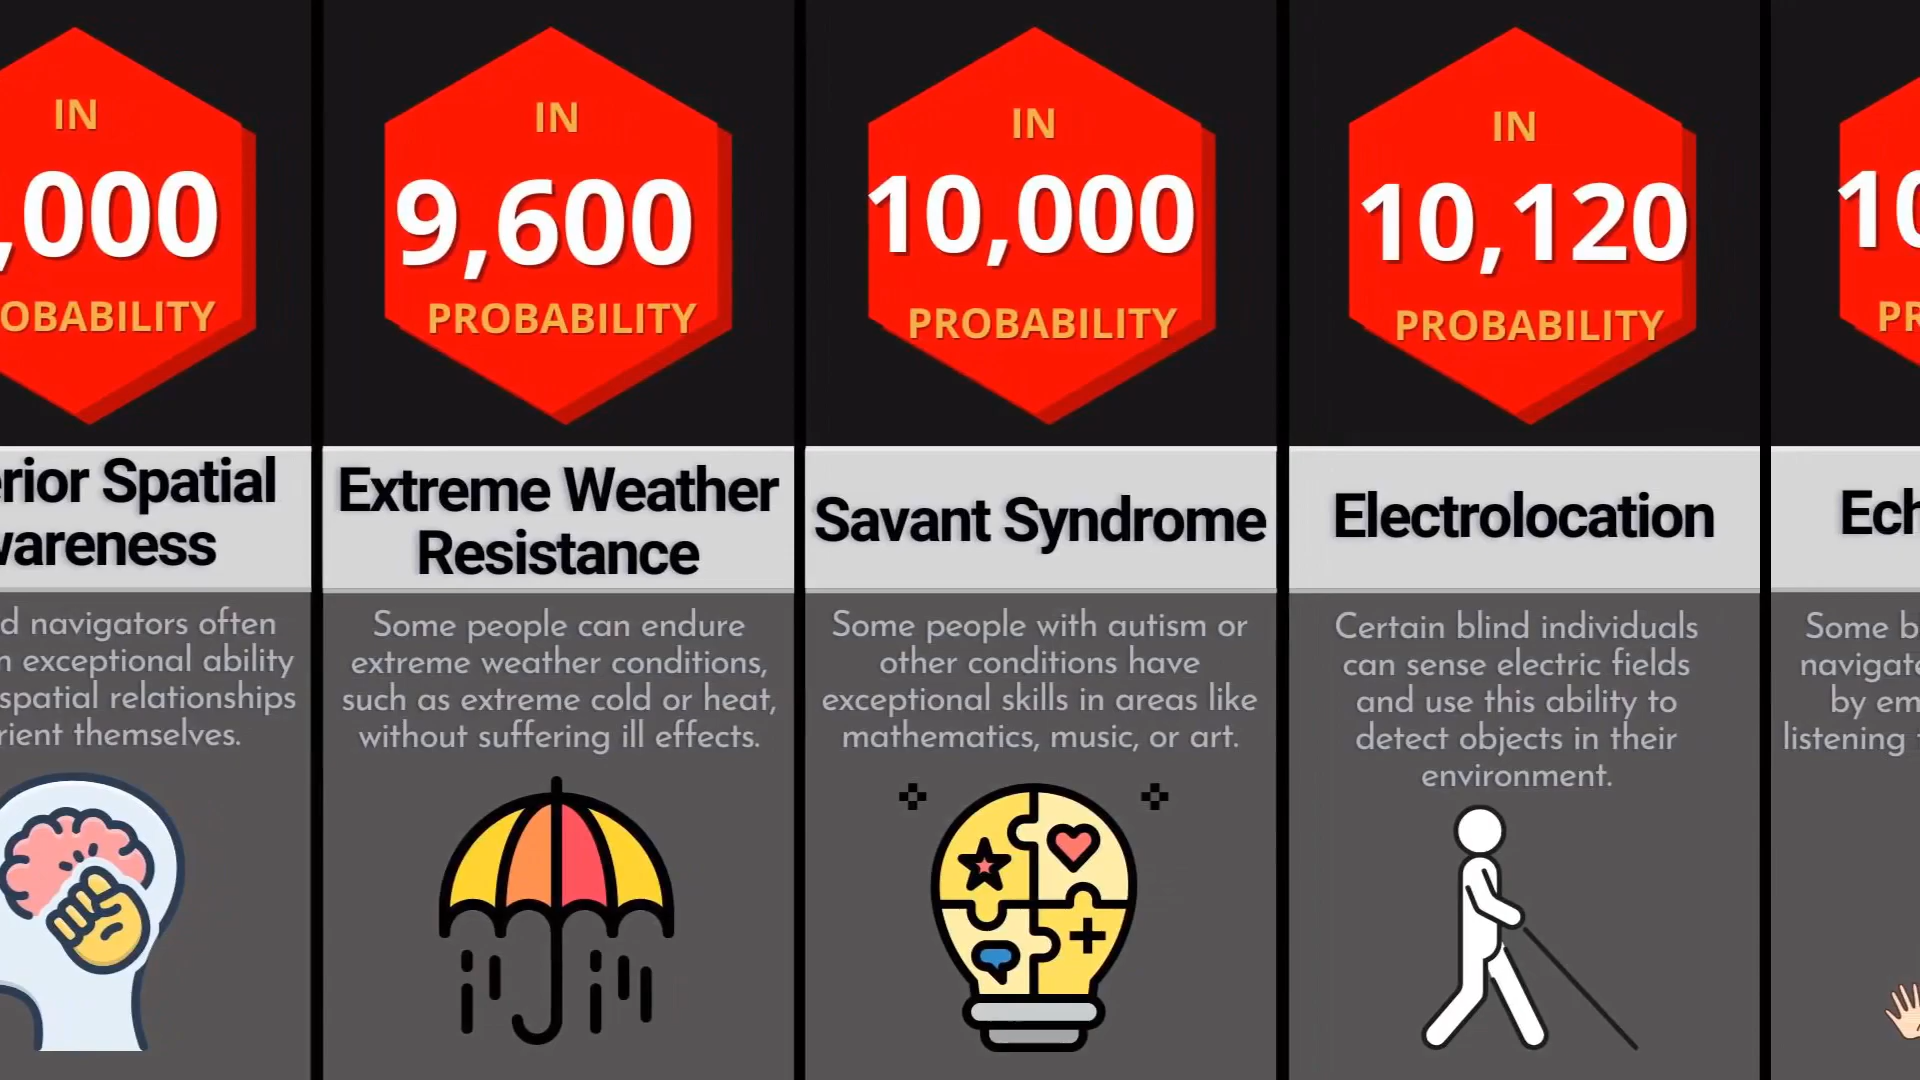 IN
,000
OBABILITY
rior Spatial
wareness
d navigators often
n exceptional ability
spatial relationships
rient themselves.
IN
9,600
PROBABILITY
Extreme Weather
Resistance
Some people can endure
extreme weather conditions,
such as extreme cold or heat,
without suffering ill effects.
IN
10,000
PROBABILITY
Savant Syndrome
Some people with autism or
other conditions have
exceptional skills in areas like
mathematics, music, or art.
IN
10,120
PROBABILITY
Electrolocation
Certain blind individuals
can sense electric fields
and use this ability to
detect objects in their
environment.
10
PR
Ech
Some b
navigate
by em
listening